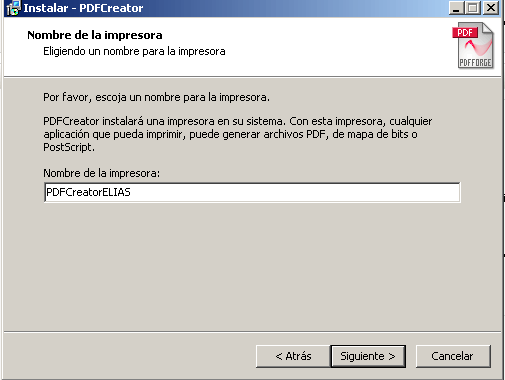 Instalar - PDFCreator
Nombre de la impresora
Eligiendo un nombre para la impresora
PDF
PDFFORGE
Por favor, escoja un nombre para la impresora.
PDFCreator instalará una impresora en su sistema. Con esta impresora, cualquier
aplicación que pueda imprimir, puede generar archivos PDF, de mapa de bits o
PostScript.
Nombre de la impresora:
PDFCreatorELIAS
< Atrás
Siguiente >
Cancelar